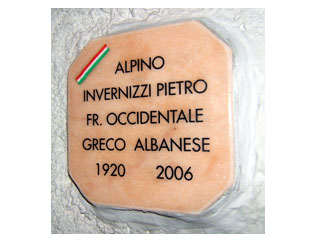 ALPINO
INVERNIZZI PIETRO
FR. OCCIDENTALE
GRECO ALBANESE
1920 2006